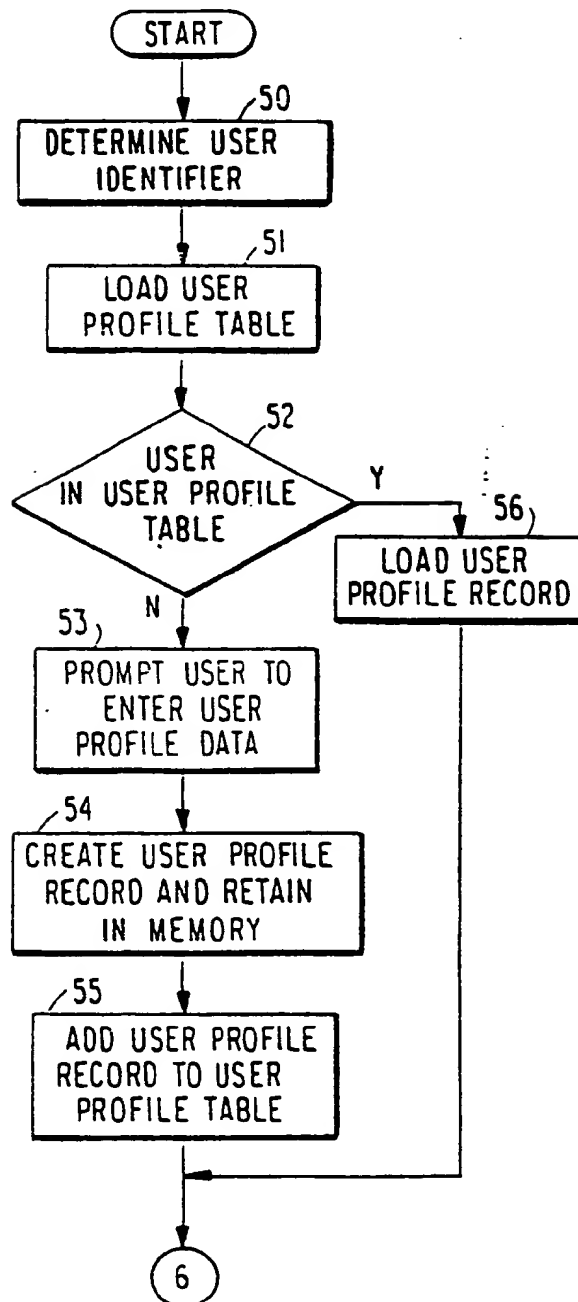 START
50
DETERMINE USER
IDENTIFIER
51
LOAD USER
PROFILE TABLE
52
USER
IN USER PROFILE
TABLE
Y
N
56
LOAD USER
PROFILE RECORD
53
PROMPT USER TO
ENTER USER
PROFILE DATA
54
CREATE USER PROFILE
RECORD AND RETAIN
IN MEMORY
55
ADD USER PROFILE
RECORD TO USER
PROFILE TABLE
6